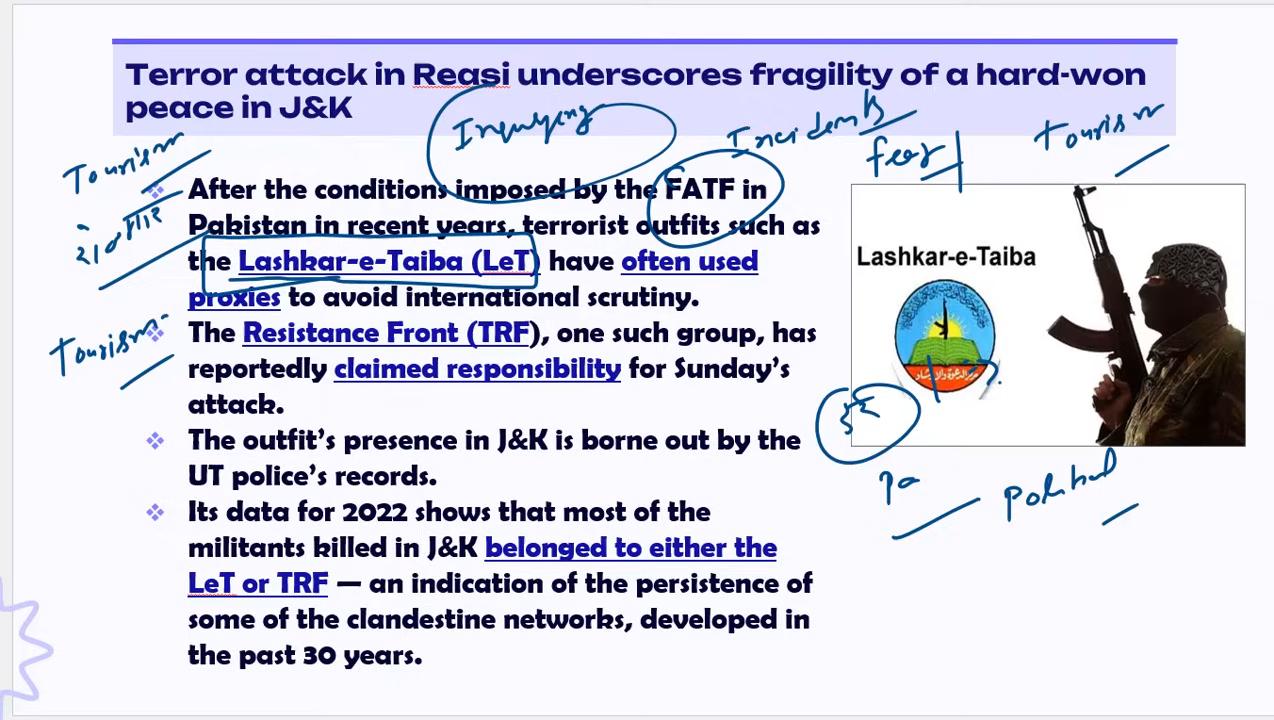 Terror attack in Reasi underscores fragility of a hard-won
peace in J&K
Incidents
fear
Tourism
Tourism
After the conditions imposed by the FATF in
Pakistan in recent years, terrorist outfits such as
the Lashkar-e-Taiba (LeT) have often used
proxies to avoid international scrutiny.
The Resistance Front (TRF), one such group, has
reportedly claimed responsibility for Sunday’s
attack.
The outfit’s presence in J&K is borne out by the
UT police’s records.
Its data for 2022 shows that most of the
militants killed in J&K belonged to either the
LeT or TRF — an indication of the persistence of
some of the clandestine networks, developed in
the past 30 years.
Tourism
Lashkar-e-Taiba
Political